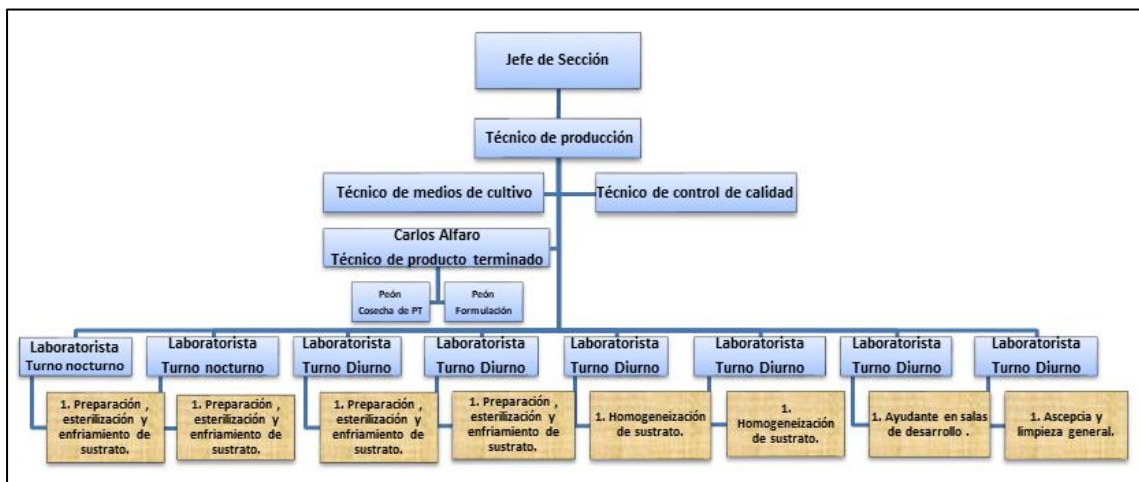 Jefe de Sección
Técnico de producción
Técnico de medios de cultivo
Técnico de control de calidad
Carlos Alfaro
Técnico de producto terminado
Peón
Cosecha de PT
Peón
Formulación
Laboratorista
Turno nocturno
Laboratorista
Turno nocturno
Laboratorista
Turno Diurno
Laboratorista
Turno Diurno
Laboratorista
Turno Diurno
Laboratorista
Turno Diurno
Laboratorista
Turno Diurno
Laboratorista
Turno Diurno
1. Preparación ,
esterilización y
enfriamiento de
sustrato.
1. Preparación ,
esterilización y
enfriamiento de
sustrato.
1. Preparación ,
esterilización y
enfriamiento de
sustrato.
1. Preparación ,
esterilización y
enfriamiento de
sustrato.
1. Homogeneización
de sustrato.
1.
Homogeneización
de sustrato.
1. Ayudante en salas
de desarrollo .
1. Ascepcia y
limpieza general.